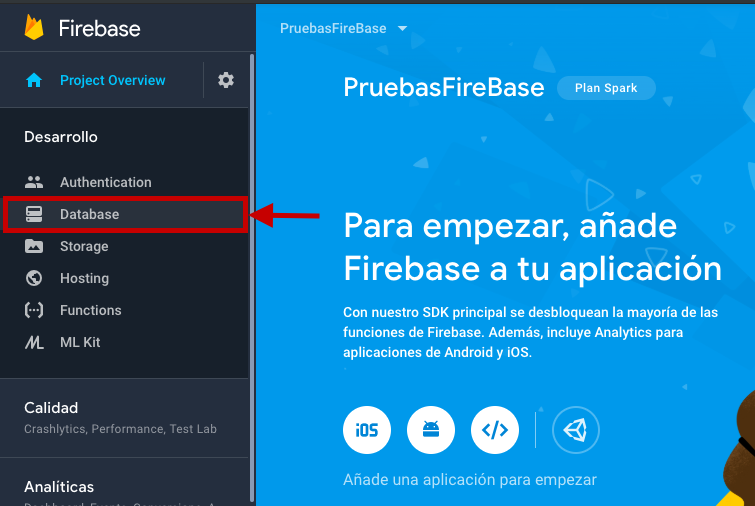 Firebase
Project Overview
Desarrollo
Authentication
Database
Storage
Hosting
Functions
ML Kit
Calidad
Crashlytics, Performance, Test Lab
Analíticas
PruebasFireBase
PruebasFireBase
Plan Spark
Para empezar, añade
Firebase a tu aplicación
Con nuestro SDK principal se desbloquean la mayoría de las
funciones de Firebase. Además, incluye Analytics para
aplicaciones de Android y iOS.
iOS
Añade una aplicación para empezar